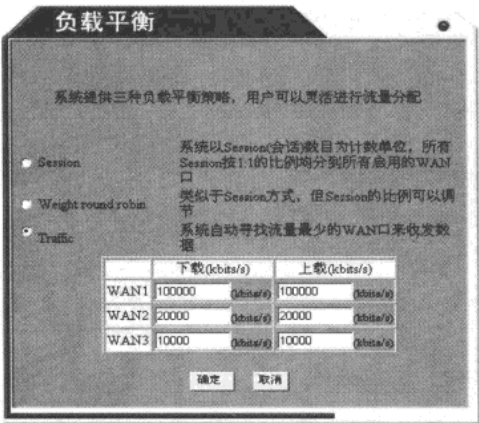 负载平衡
系统提供三种负载平衡策略，用户可以灵活进行流量分配
Session
系统以Session(会话)数目为计数单位，所有
Session按1:1的比例均分到所有启用的WAN
口
Weight round robin
类似于Session方式，但Session的比例可以调
节
Traffic
系统自动寻找流量最少的WAN口来收发数
据
下载(kbits/s) 上载(kbits/s)
WAN1 100000 (kbits/s) 100000 (kbits/s)
WAN2 20000 (kbits/s) 20000 (kbits/s)
WAN3 10000 (kbits/s) 10000 (kbits/s)
确定 取消